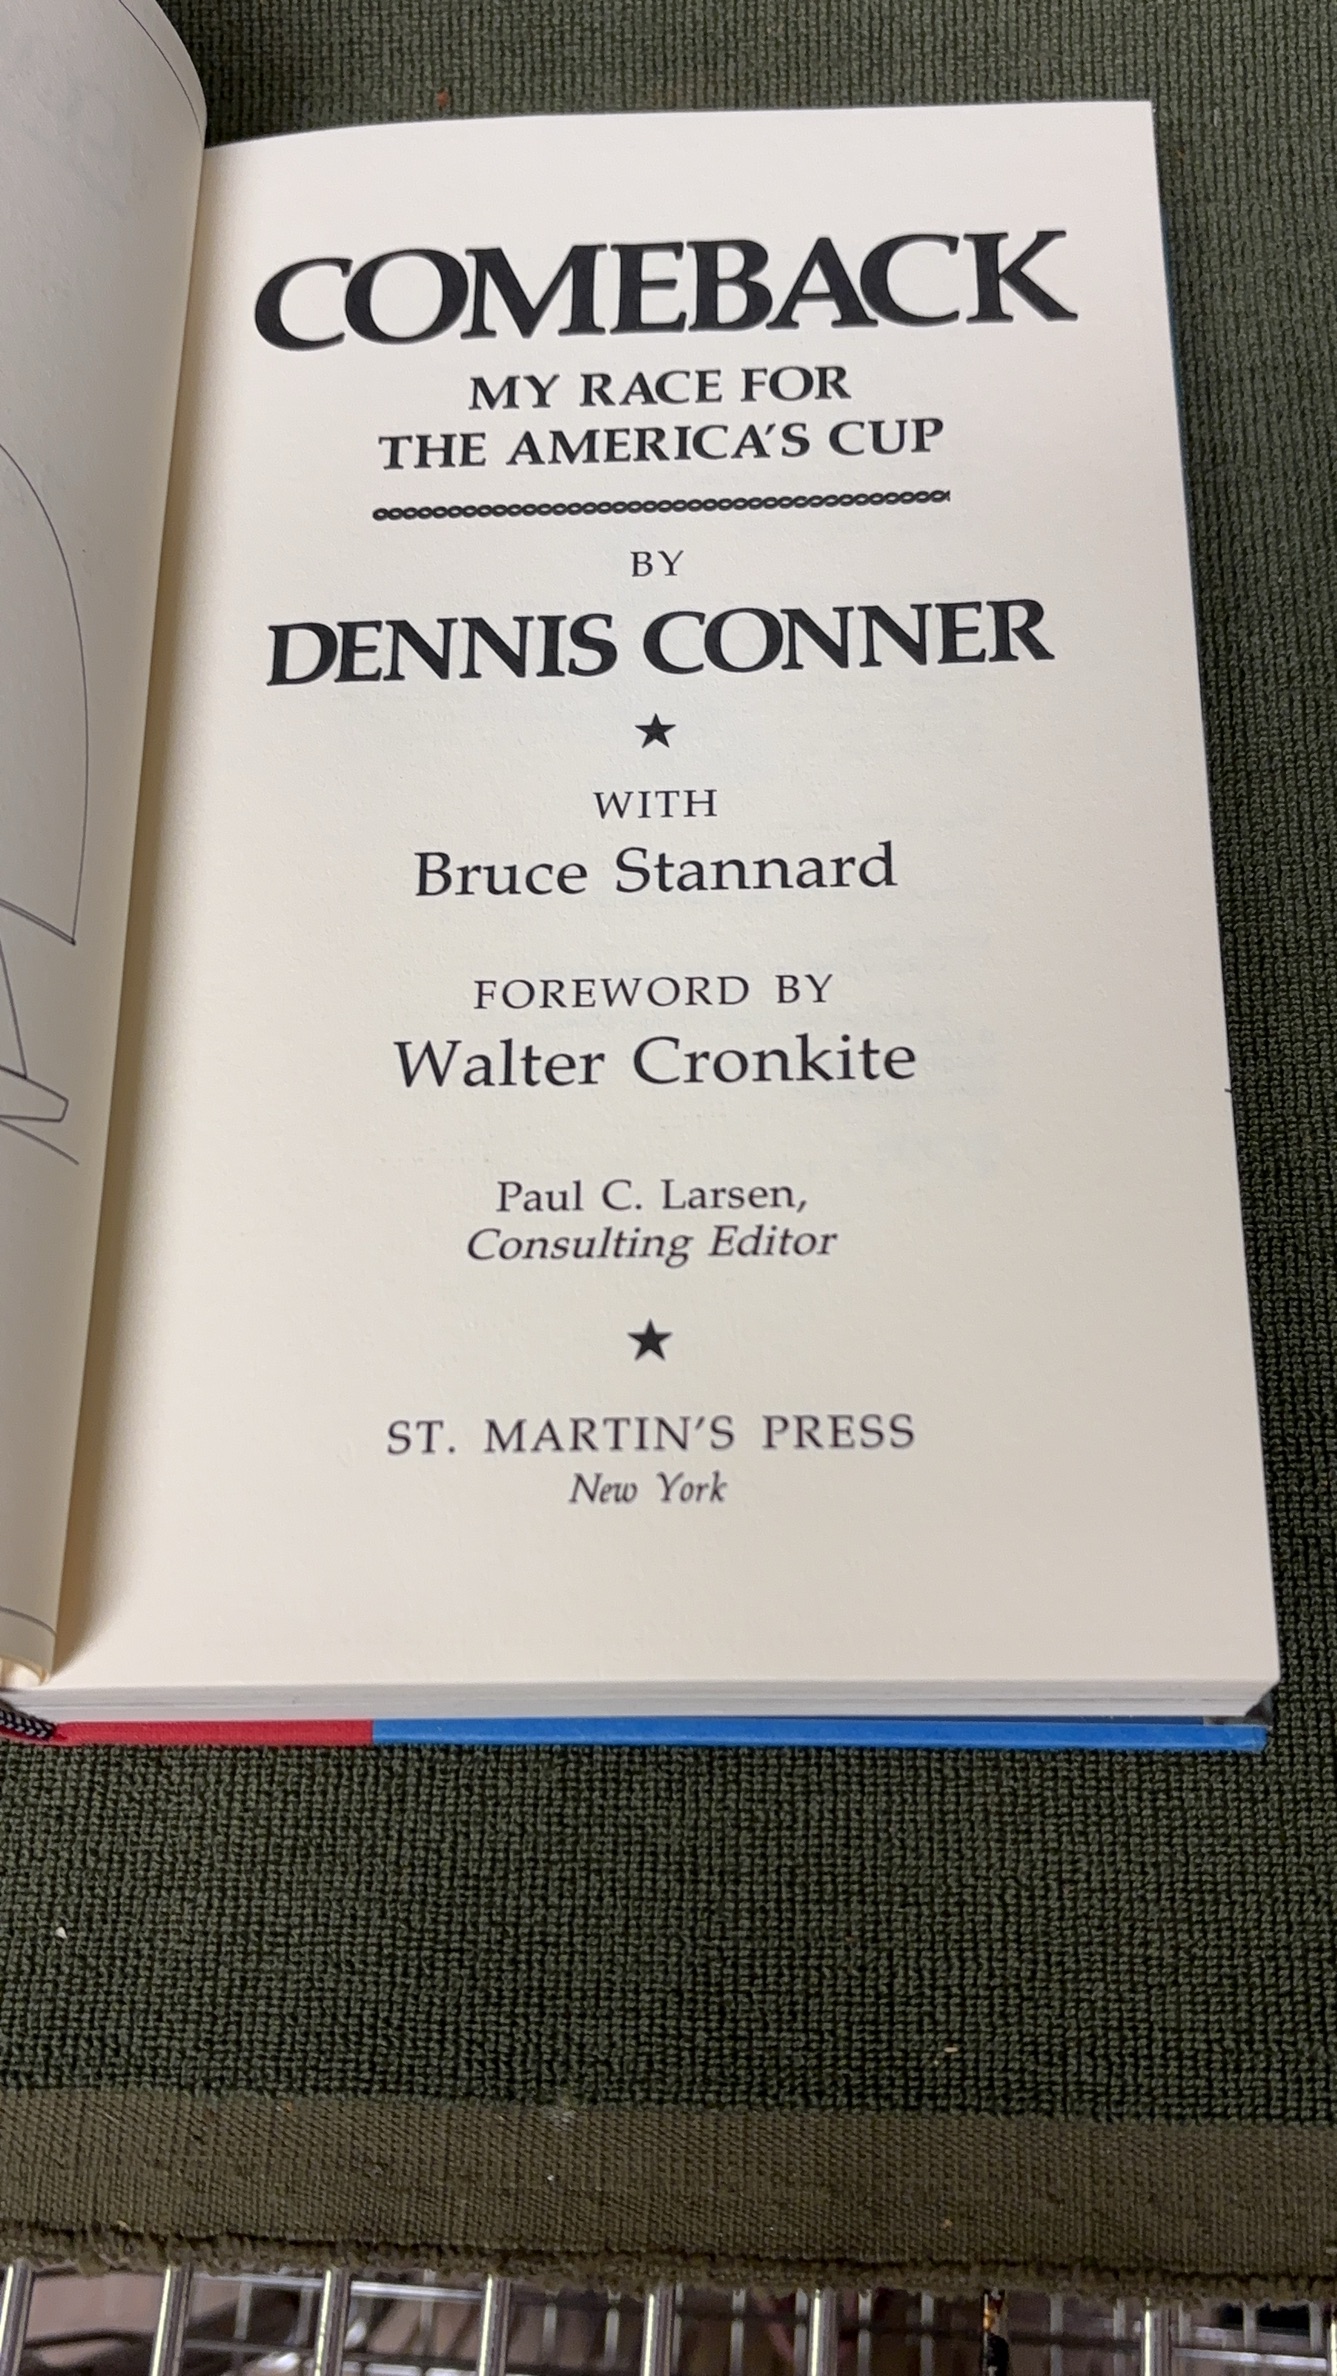 COMEBACK
MY RACE FOR
THE AMERICA'S CUP
BY
DENNIS CONNER
WITH
Bruce Stannard
FOREWORD BY
Walter Cronkite
Paul C. Larsen,
Consulting Editor
ST. MARTIN'S PRESS
New York